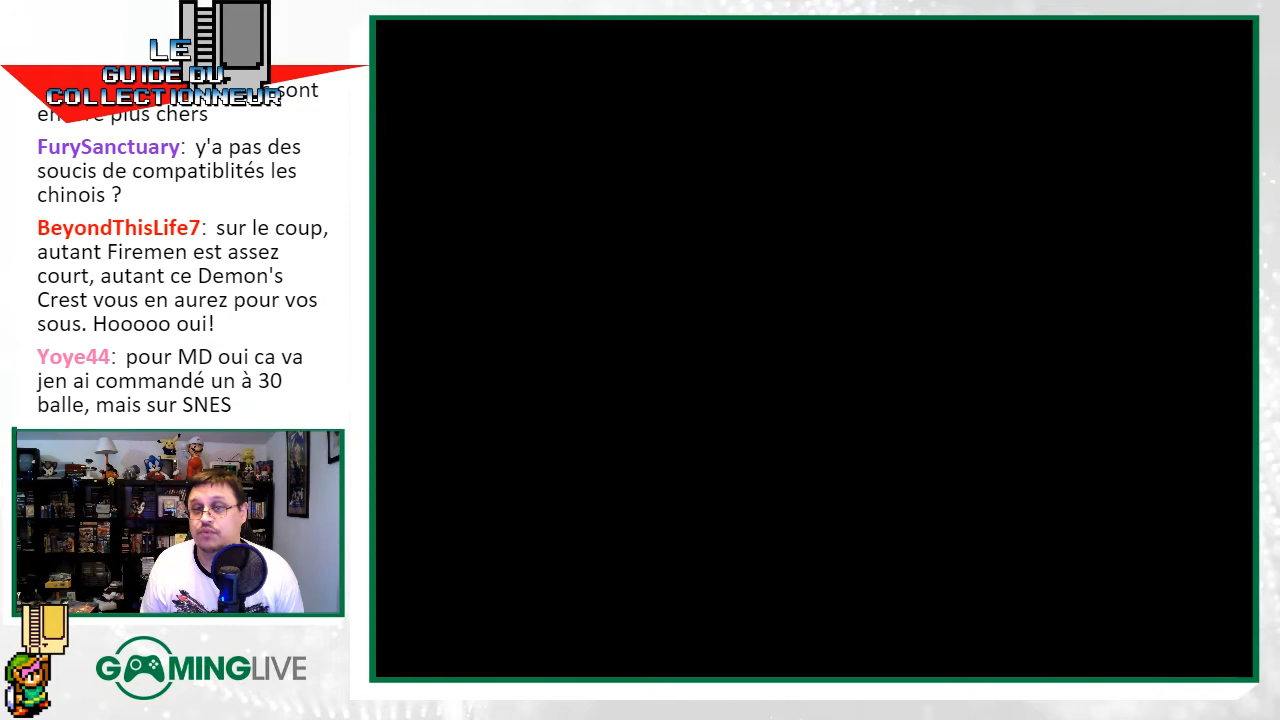 LE
GUIDE DU
COLLECTIONNEUR
sont
plus chers
FurySanctuary: y'a pas des
soucis de compatiblités les
chinois ?
BeyondThisLife7: sur le coup,
autant Firemen est assez
court, autant ce Demon's
Crest vous en aurez pour vos
sous. Hooooo oui!
Yoye44: pour MD oui ca va
jen ai commandé un à 30
balle, mais sur SNES
GAMINGLIVE